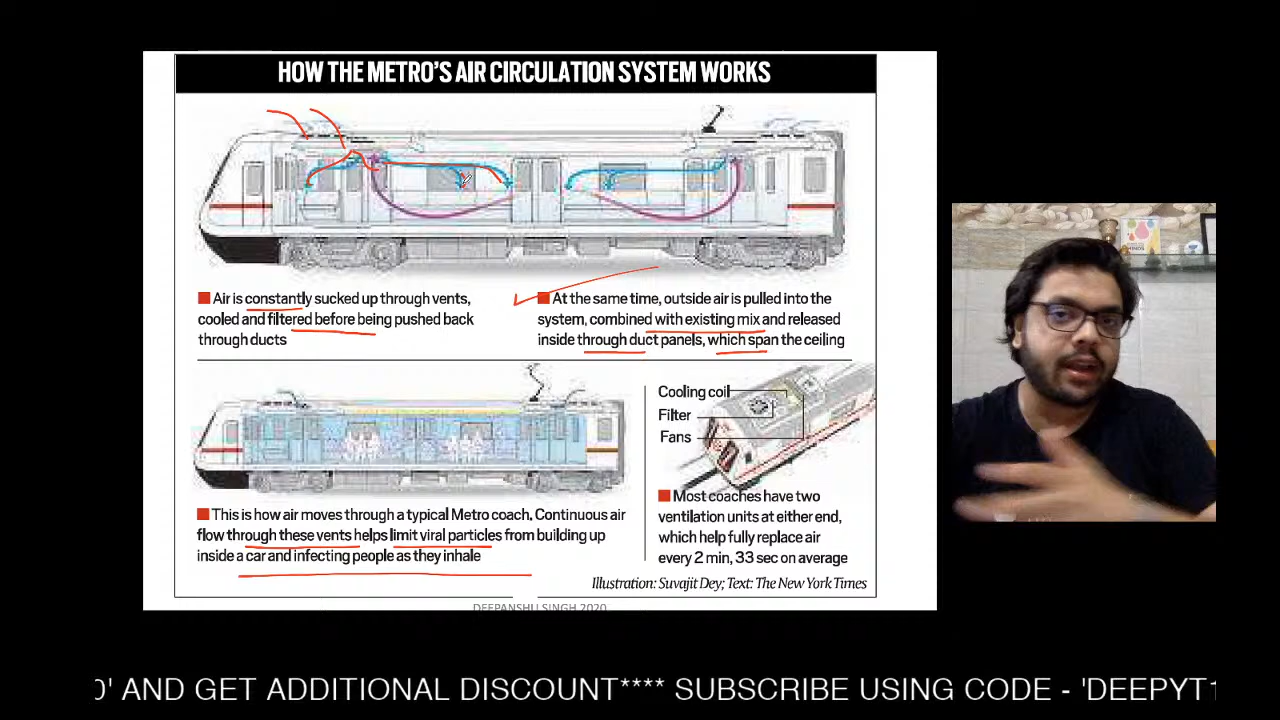 HOW THE METRO'S AIR CIRCULATION SYSTEM WORKS
Air is constantly sucked up through vents,
cooled and filtered before being pushed back
through ducts
At the same time, outside air is pulled into the
system, combined with existing mix and released
inside through duct panels, which span the ceiling
This is how air moves through a typical Metro coach. Continuous air
flow through these vents helps limit viral particles from building up
inside a car and infecting people as they inhale
Cooling coil
Filter
Fans
Most coaches have two
ventilation units at either end,
which help fully replace air
every 2 min, 33 sec on average
Illustration: Suvajit Dey; Text: The New York Times
DEEPANSHU SINGH 2020
0' AND GET ADDITIONAL DISCOUNT**** SUBSCRIBE USING CODE - 'DEEPYT1